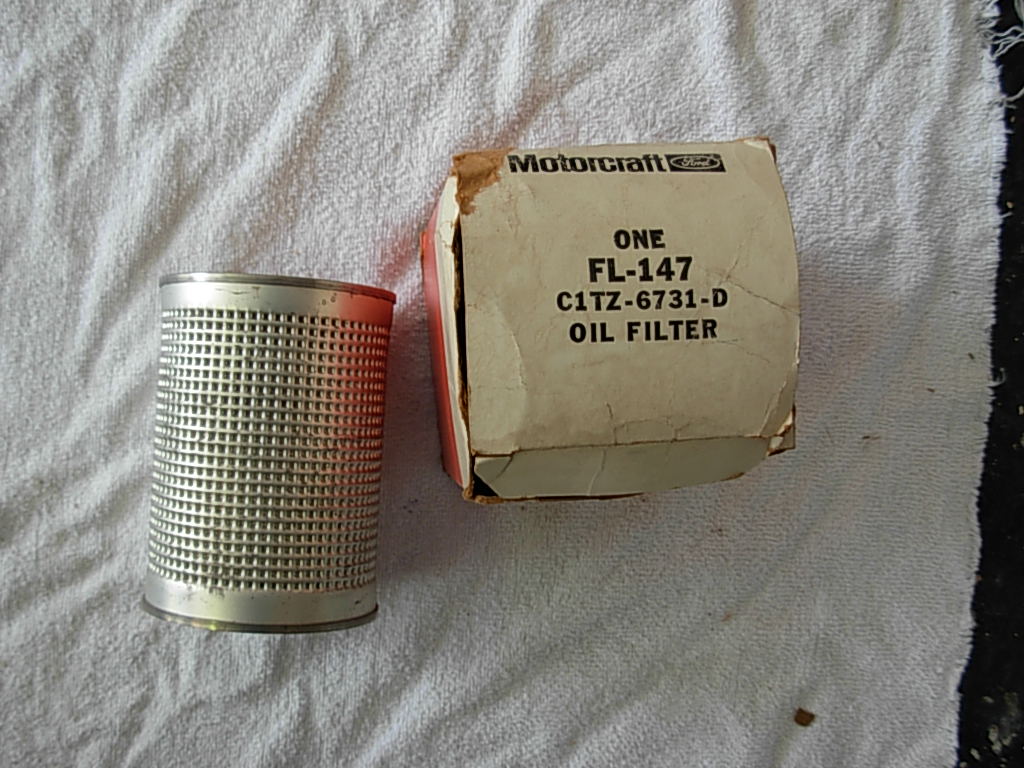 Motorcraft Ford
ONE
FL-147
C1TZ-6731-D
OIL FILTER